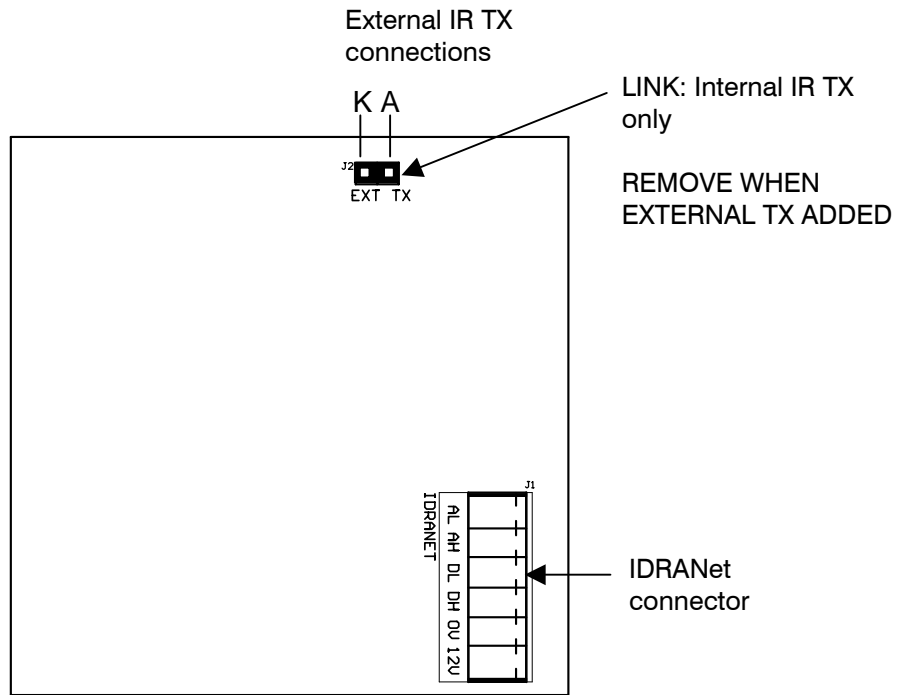 External IR TX
connections
K A
LINK: Internal IR TX
only
REMOVE WHEN
EXTERNAL TX ADDED
J2
EXT TX
J1
IDRANET
AL AH DL DH 0V 12V
IDRANet
connector